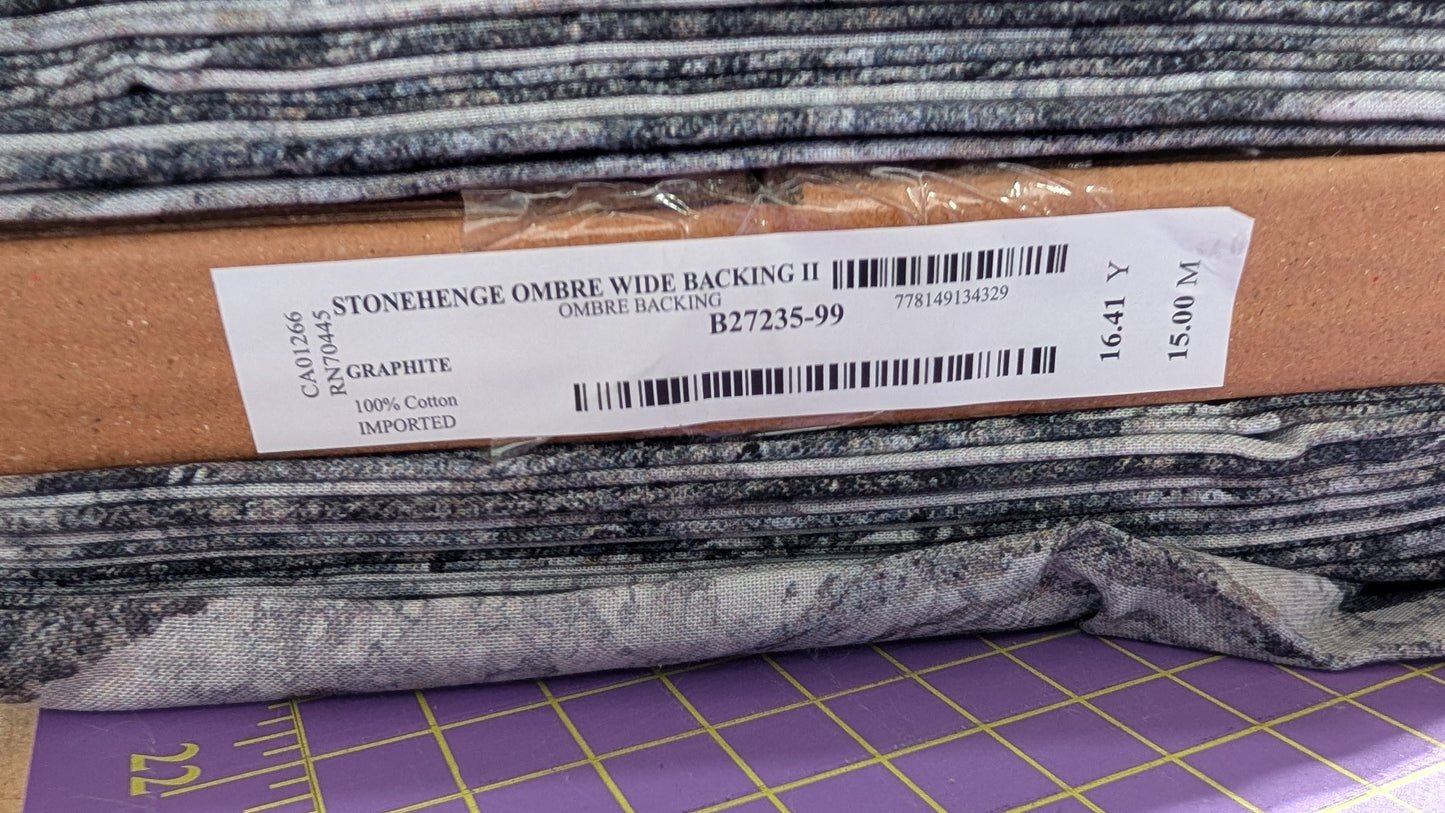 STONEHENGE OMBRE WIDE BACKING II
OMBRE BACKING
B27235-99
778149134329
CA01266
RN70445
GRAPHITE
100% Cotton
IMPORTED
16.41 Y
15.00 M
22